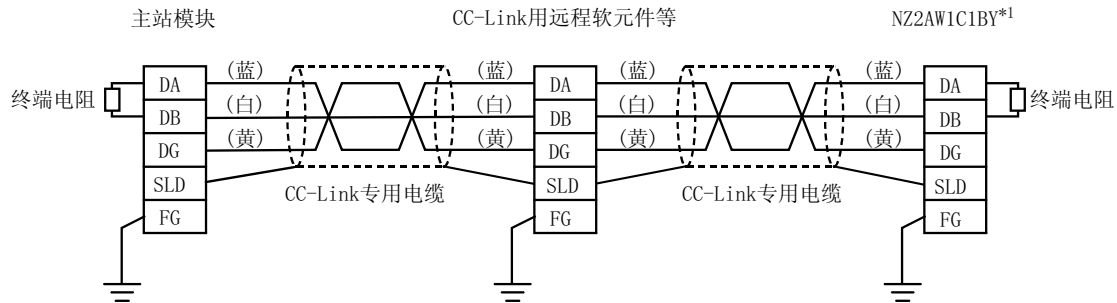 主站模块 CC-Link用远程软元件等 NZ2AW1C1BY*1
DA (蓝) (蓝) DA (蓝) (蓝) DA
终端电阻 DB (白) (白) DB (白) (白) DB 终端电阻
DG (黄) (黄) DG (黄) (黄) DG
SLD CC-Link专用电缆 SLD CC-Link专用电缆 SLD
FG FG FG